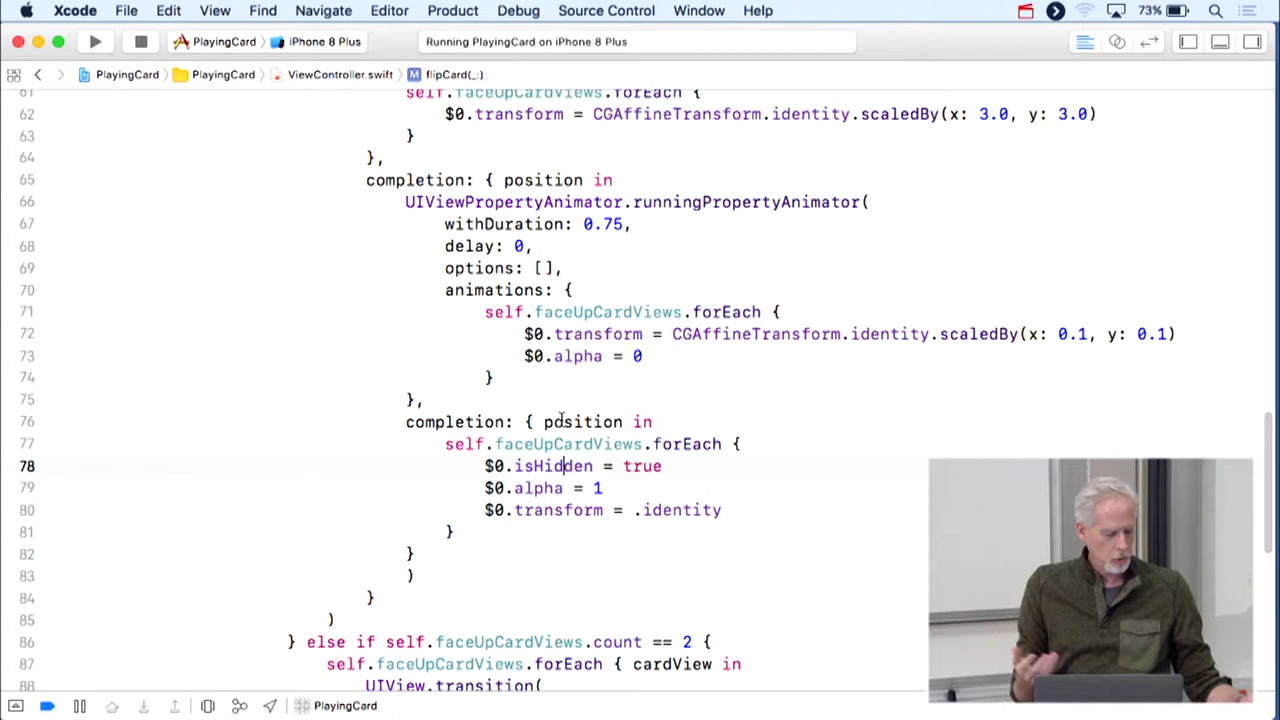 Xcode File Edit View Find Navigate Editor Product Debug Source Control Window Help 73%
PlayingCard iPhone 8 Plus Running PlayingCard on iPhone 8 Plus
PlayingCard PlayingCard ViewController.swift M flipCard(_:)
61 self.faceUpCardViews.forEach {
62 $0.transform = CGAffineTransform.identity.scaledBy(x: 3.0, y: 3.0)
63 }
64 },
65 completion: { position in
66 UIViewPropertyAnimator.runningPropertyAnimator(
67 withDuration: 0.75,
68 delay: 0,
69 options: [],
70 animations: {
71 self.faceUpCardViews.forEach {
72 $0.transform = CGAffineTransform.identity.scaledBy(x: 0.1, y: 0.1)
73 $0.alpha = 0
74 }
75 },
76 completion: { position in
77 self.faceUpCardViews.forEach {
78 $0.isHidden = true
79 $0.alpha = 1
80 $0.transform = .identity
81 }
82 }
83 )
84 }
85 )
86 } else if self.faceUpCardViews.count == 2 {
87 self.faceUpCardViews.forEach { cardView in
88 UIView.transition(
PlayingCard